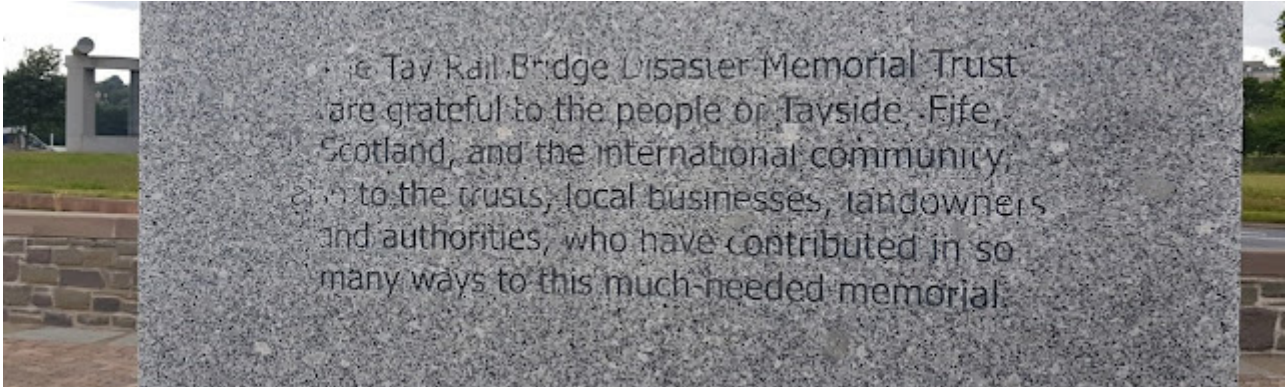 The Tay Rail Bridge Disaster Memorial Trust
are grateful to the people of Tayside, Fife,
Scotland, and the international community,
and to the trusts, local businesses, landowners
and authorities, who have contributed in so
many ways to this much-needed memorial.